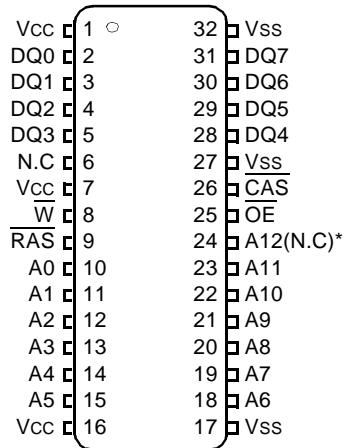 VCC 1 32 VSS
DQ0 2 31 DQ7
DQ1 3 30 DQ6
DQ2 4 29 DQ5
DQ3 5 28 DQ4
N.C 6 27 VSS
VCC 7 26 CAS
W 8 25 OE
RAS 9 24 A12(N.C)*
A0 10 23 A11
A1 11 22 A10
A2 12 21 A9
A3 13 20 A8
A4 14 19 A7
A5 15 18 A6
VCC 16 17 VSS